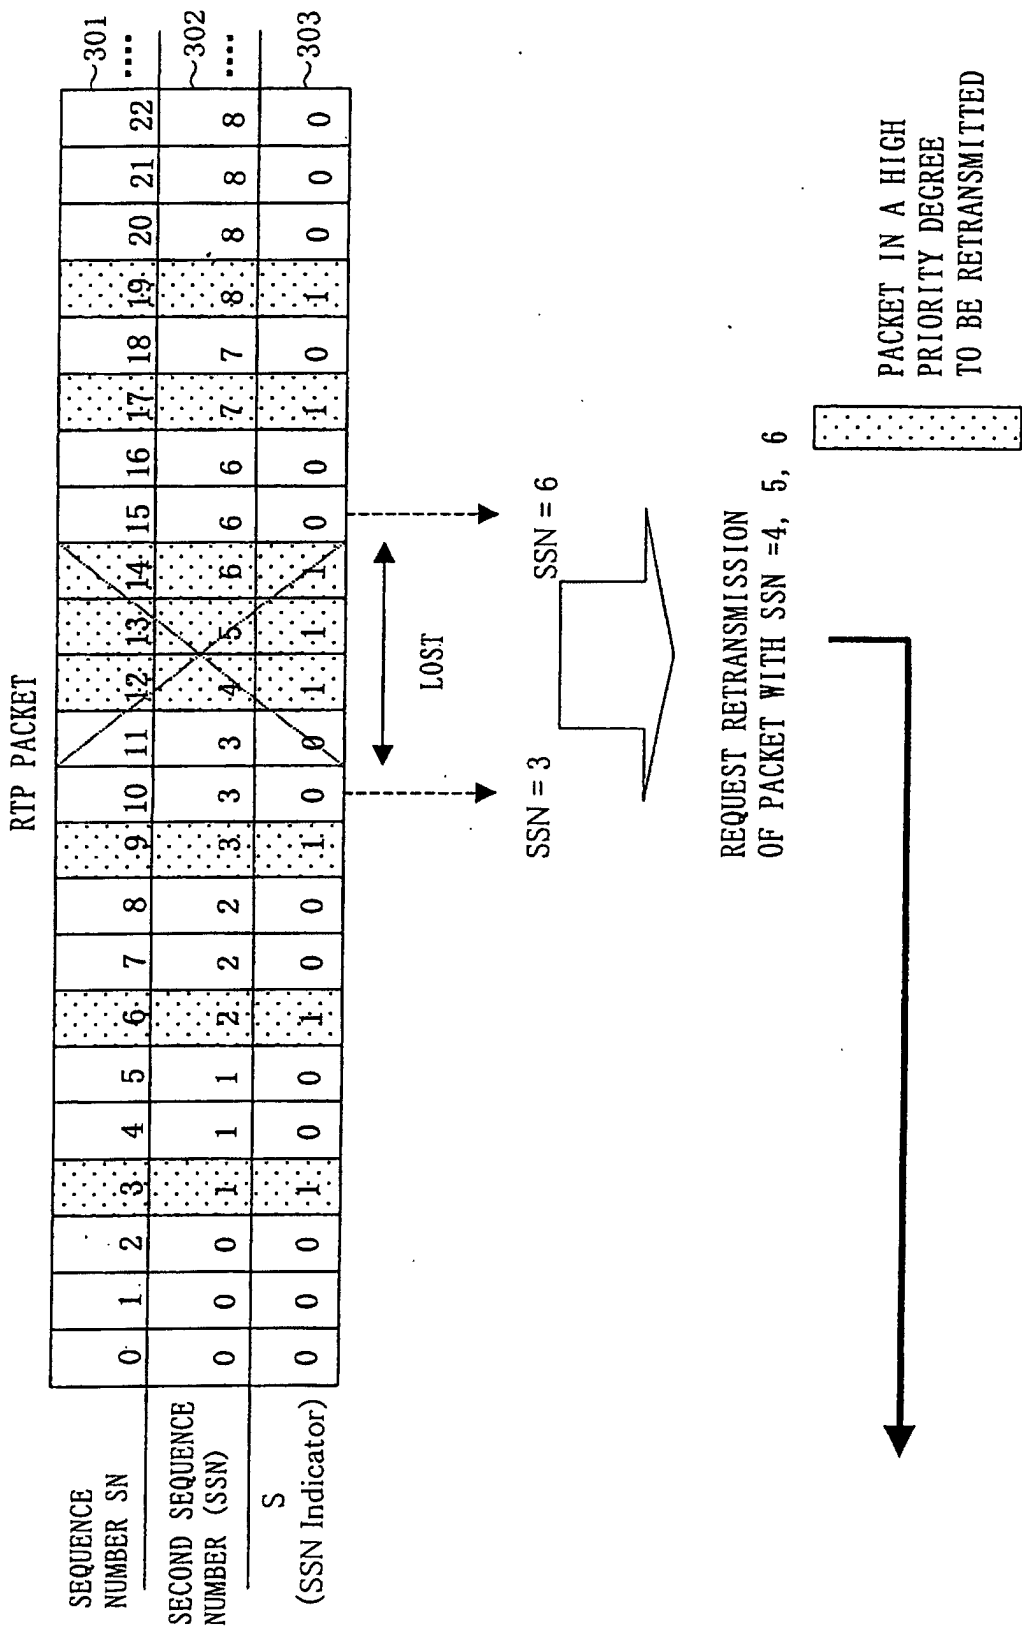 RTP PACKET
SEQUENCE
NUMBER SN
0 1 2 3 4 5 6 7 8 9 10 11 12 13 14 15 16 17 18 19 20 21 22 ....
~301
SECOND SEQUENCE
NUMBER (SSN)
0 0 0 1 1 1 2 2 2 3 3 3 4 5 6 6 6 7 7 8 8 8 8 ....
~302
S
(SSN Indicator)
0 0 0 1 0 0 1 0 0 1 0 0 1 1 1 0 0 1 0 1 0 0 0
~303
LOST
SSN = 3
SSN = 6
REQUEST RETRANSMISSION
OF PACKET WITH SSN =4, 5, 6
PACKET IN A HIGH
PRIORITY DEGREE
TO BE RETRANSMITTED